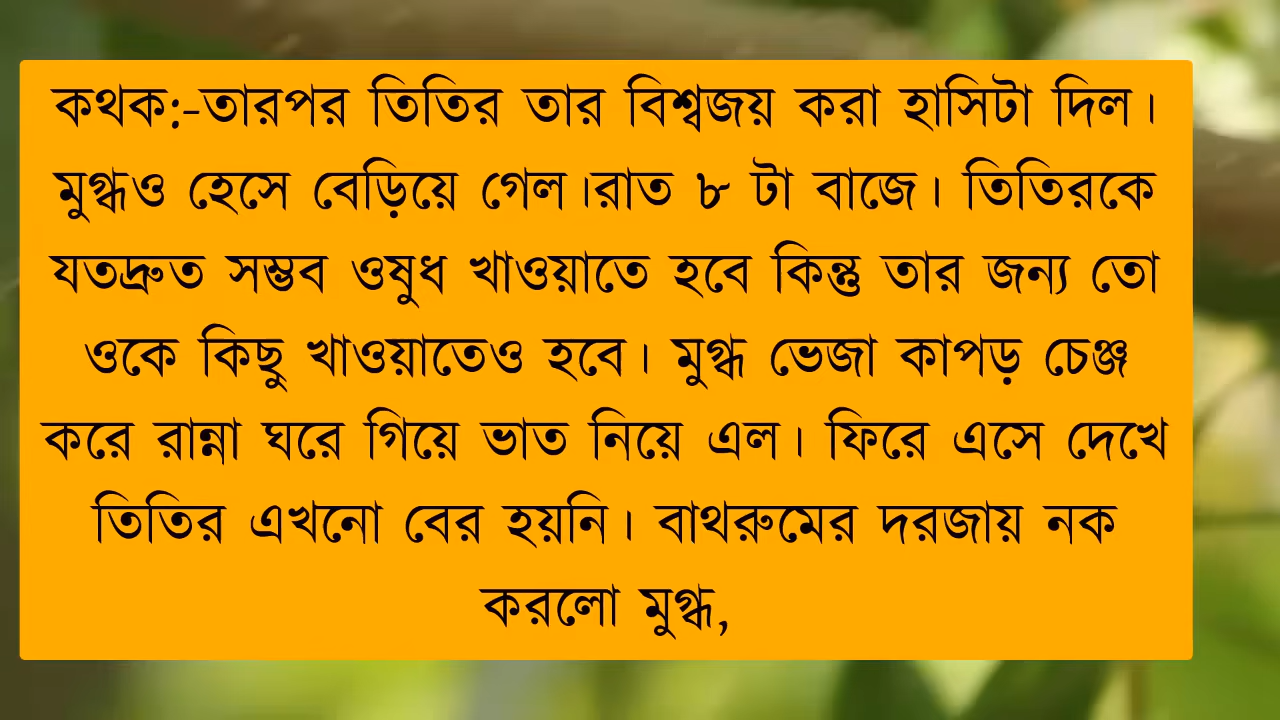 কথক:-তারপর তিতির তার বিশ্বজয় করা হাসিটা দিল।
মুগ্ধও হেসে বেড়িয়ে গেল।রাত ৮ টা বাজে। তিতিরকে
যতদ্রুত সম্ভব ওষুধ খাওয়াতে হবে কিন্তু তার জন্য তো
ওকে কিছু খাওয়াতেও হবে। মুগ্ধ ভেজা কাপড় চেঞ্জ
করে রান্না ঘরে গিয়ে ভাত নিয়ে এল। ফিরে এসে দেখে
তিতির এখনো বের হয়নি। বাথরুমের দরজায় নক
করলো মুগ্ধ,